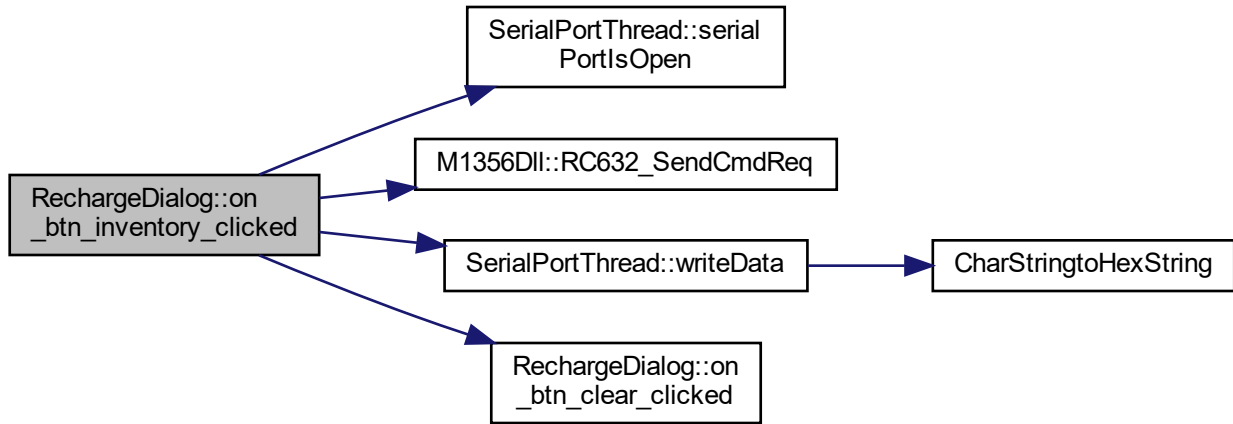 SerialPortThread::serial
PortIsOpen
M1356Dll::RC632_SendCmdReq
RechargeDialog::on
_btn_inventory_clicked
SerialPortThread::writeData
CharStringtoHexString
RechargeDialog::on
_btn_clear_clicked